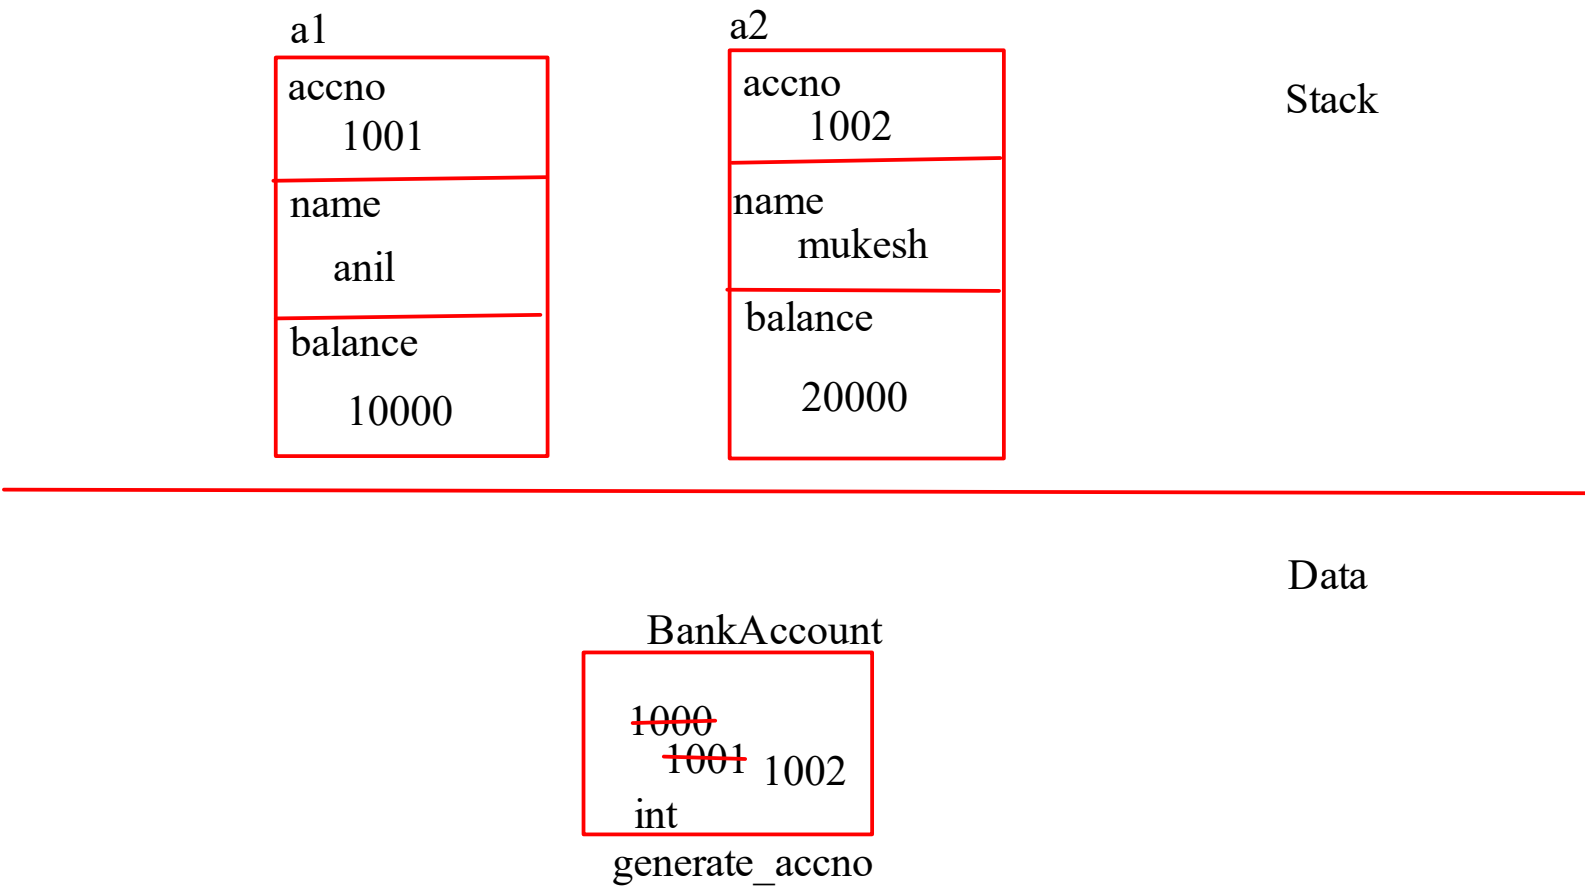 a1
accno
1001
name
anil
balance
10000
a2
accno
1002
name
mukesh
balance
20000
Stack
Data
BankAccount
1000
1001 1002
int
generate_accno